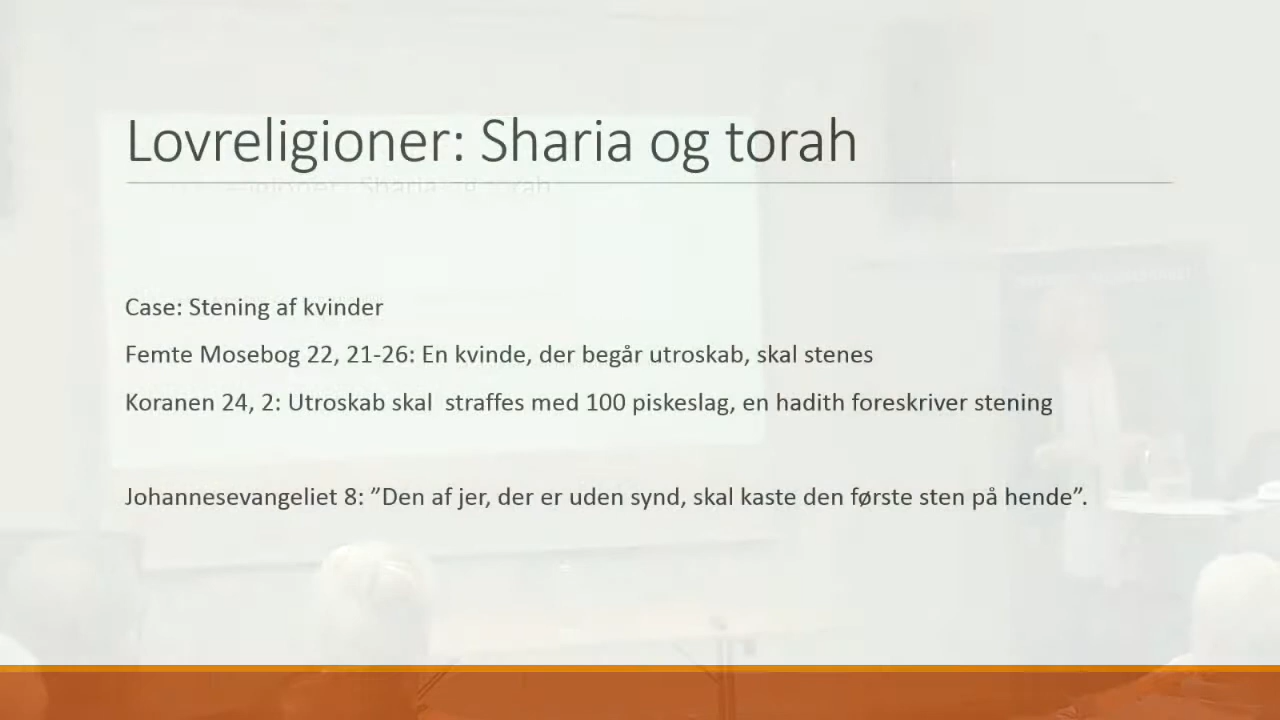 Lovreligioner: Sharia og torah
Case: Stening af kvinder
Femte Mosebog 22, 21-26: En kvinde, der begår utroskab, skal stenes
Koranen 24, 2: Utroskab skal  straffes med 100 piskeslag, en hadith foreskriver stening
Johannesevangeliet 8: ”Den af jer, der er uden synd, skal kaste den første sten på hende”.